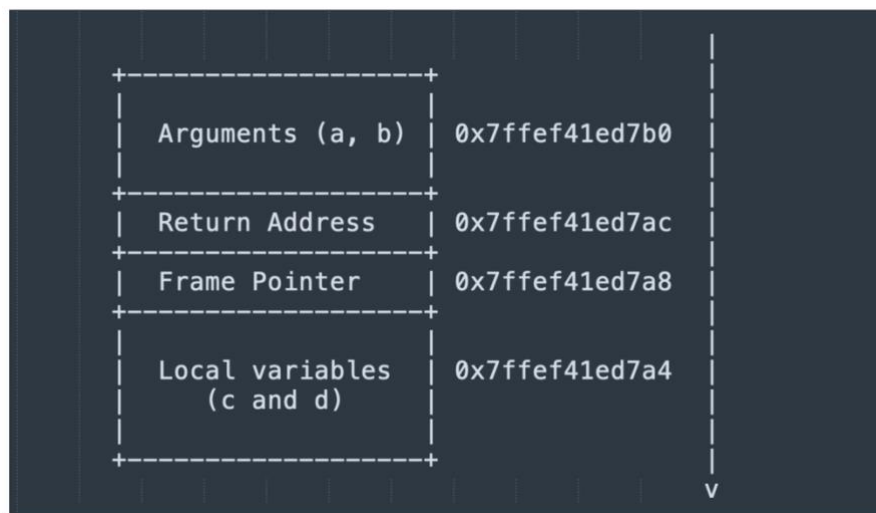 Arguments (a, b) 0x7ffef41ed7b0
Return Address 0x7ffef41ed7ac
Frame Pointer 0x7ffef41ed7a8
Local variables 0x7ffef41ed7a4
(c and d)
v